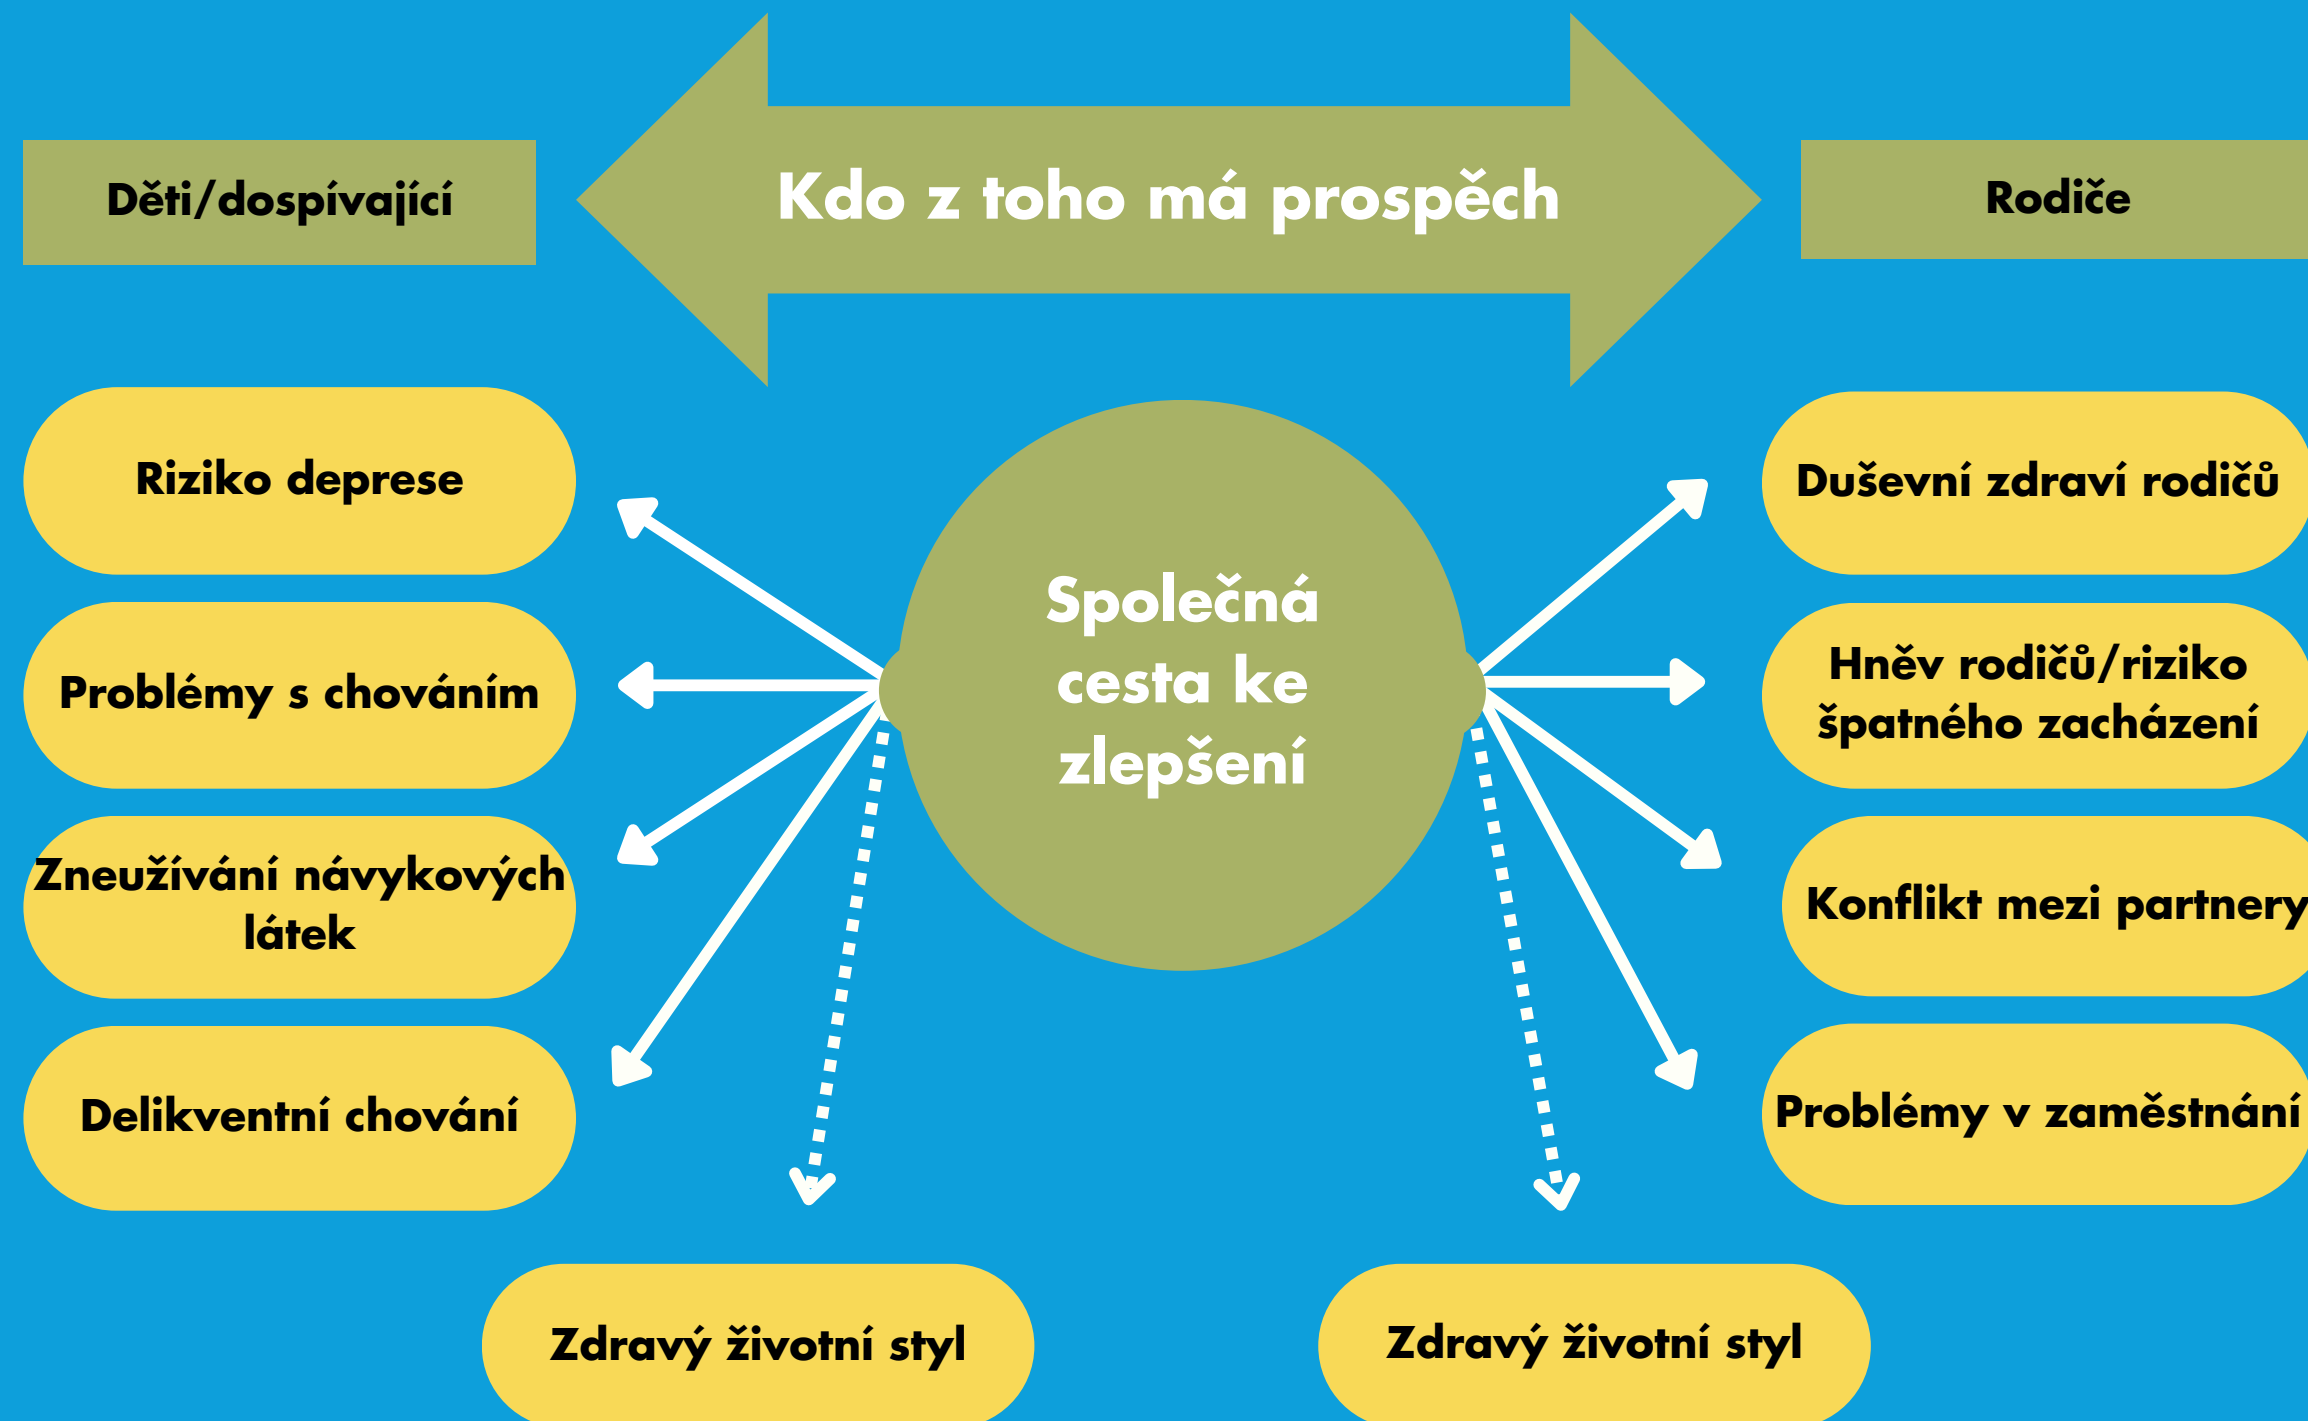 Děti/dospívající
Kdo z toho má prospěch
Rodiče
Riziko deprese
Problémy s chováním
Zneužívání návykových
látek
Delikventní chování
Společná
cesta ke
zlepšení
Duševní zdraví rodičů
Hněv rodičů/riziko
špatného zacházení
Konflikt mezi partnery
Problémy v zaměstnání
Zdravý životní styl
Zdravý životní styl